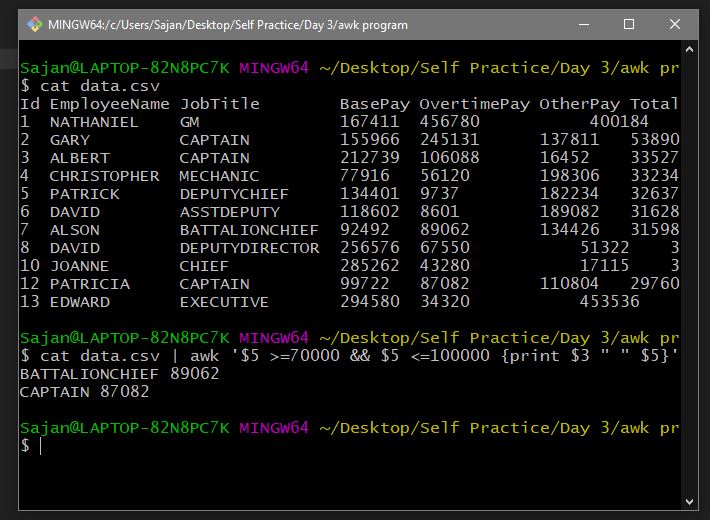 MINGW64:/c/Users/Sajan/Desktop/Self Practice/Day 3/awk program
Sajan@LAPTOP-82N8PC7K MINGW64 ~/Desktop/Self Practice/Day 3/awk pr
$ cat data.csv
Id EmployeeName JobTitle BasePay OvertimePay OtherPay Total
1 NATHANIEL GM 167411 456780 400184
2 GARY CAPTAIN 155966 245131 137811 53890
3 ALBERT CAPTAIN 212739 106088 16452 33527
4 CHRISTOPHER MECHANIC 77916 56120 198306 33234
5 PATRICK DEPUTYCHIEF 134401 9737 182234 32637
6 DAVID ASSTDEPUTY 118602 8601 189082 31628
7 ALSON BATTALIONCHIEF 92492 89062 134426 31598
8 DAVID DEPUTYDIRECTOR 256576 67550 51322 3
10 JOANNE CHIEF 285262 43280 17115 3
12 PATRICIA CAPTAIN 99722 87082 110804 29760
13 EDWARD EXECUTIVE 294580 34320 453536
Sajan@LAPTOP-82N8PC7K MINGW64 ~/Desktop/Self Practice/Day 3/awk pr
$ cat data.csv | awk '$5 >=70000 && $5 <=100000 {print $3 " " $5}'
BATTALIONCHIEF 89062
CAPTAIN 87082
Sajan@LAPTOP-82N8PC7K MINGW64 ~/Desktop/Self Practice/Day 3/awk pr
$